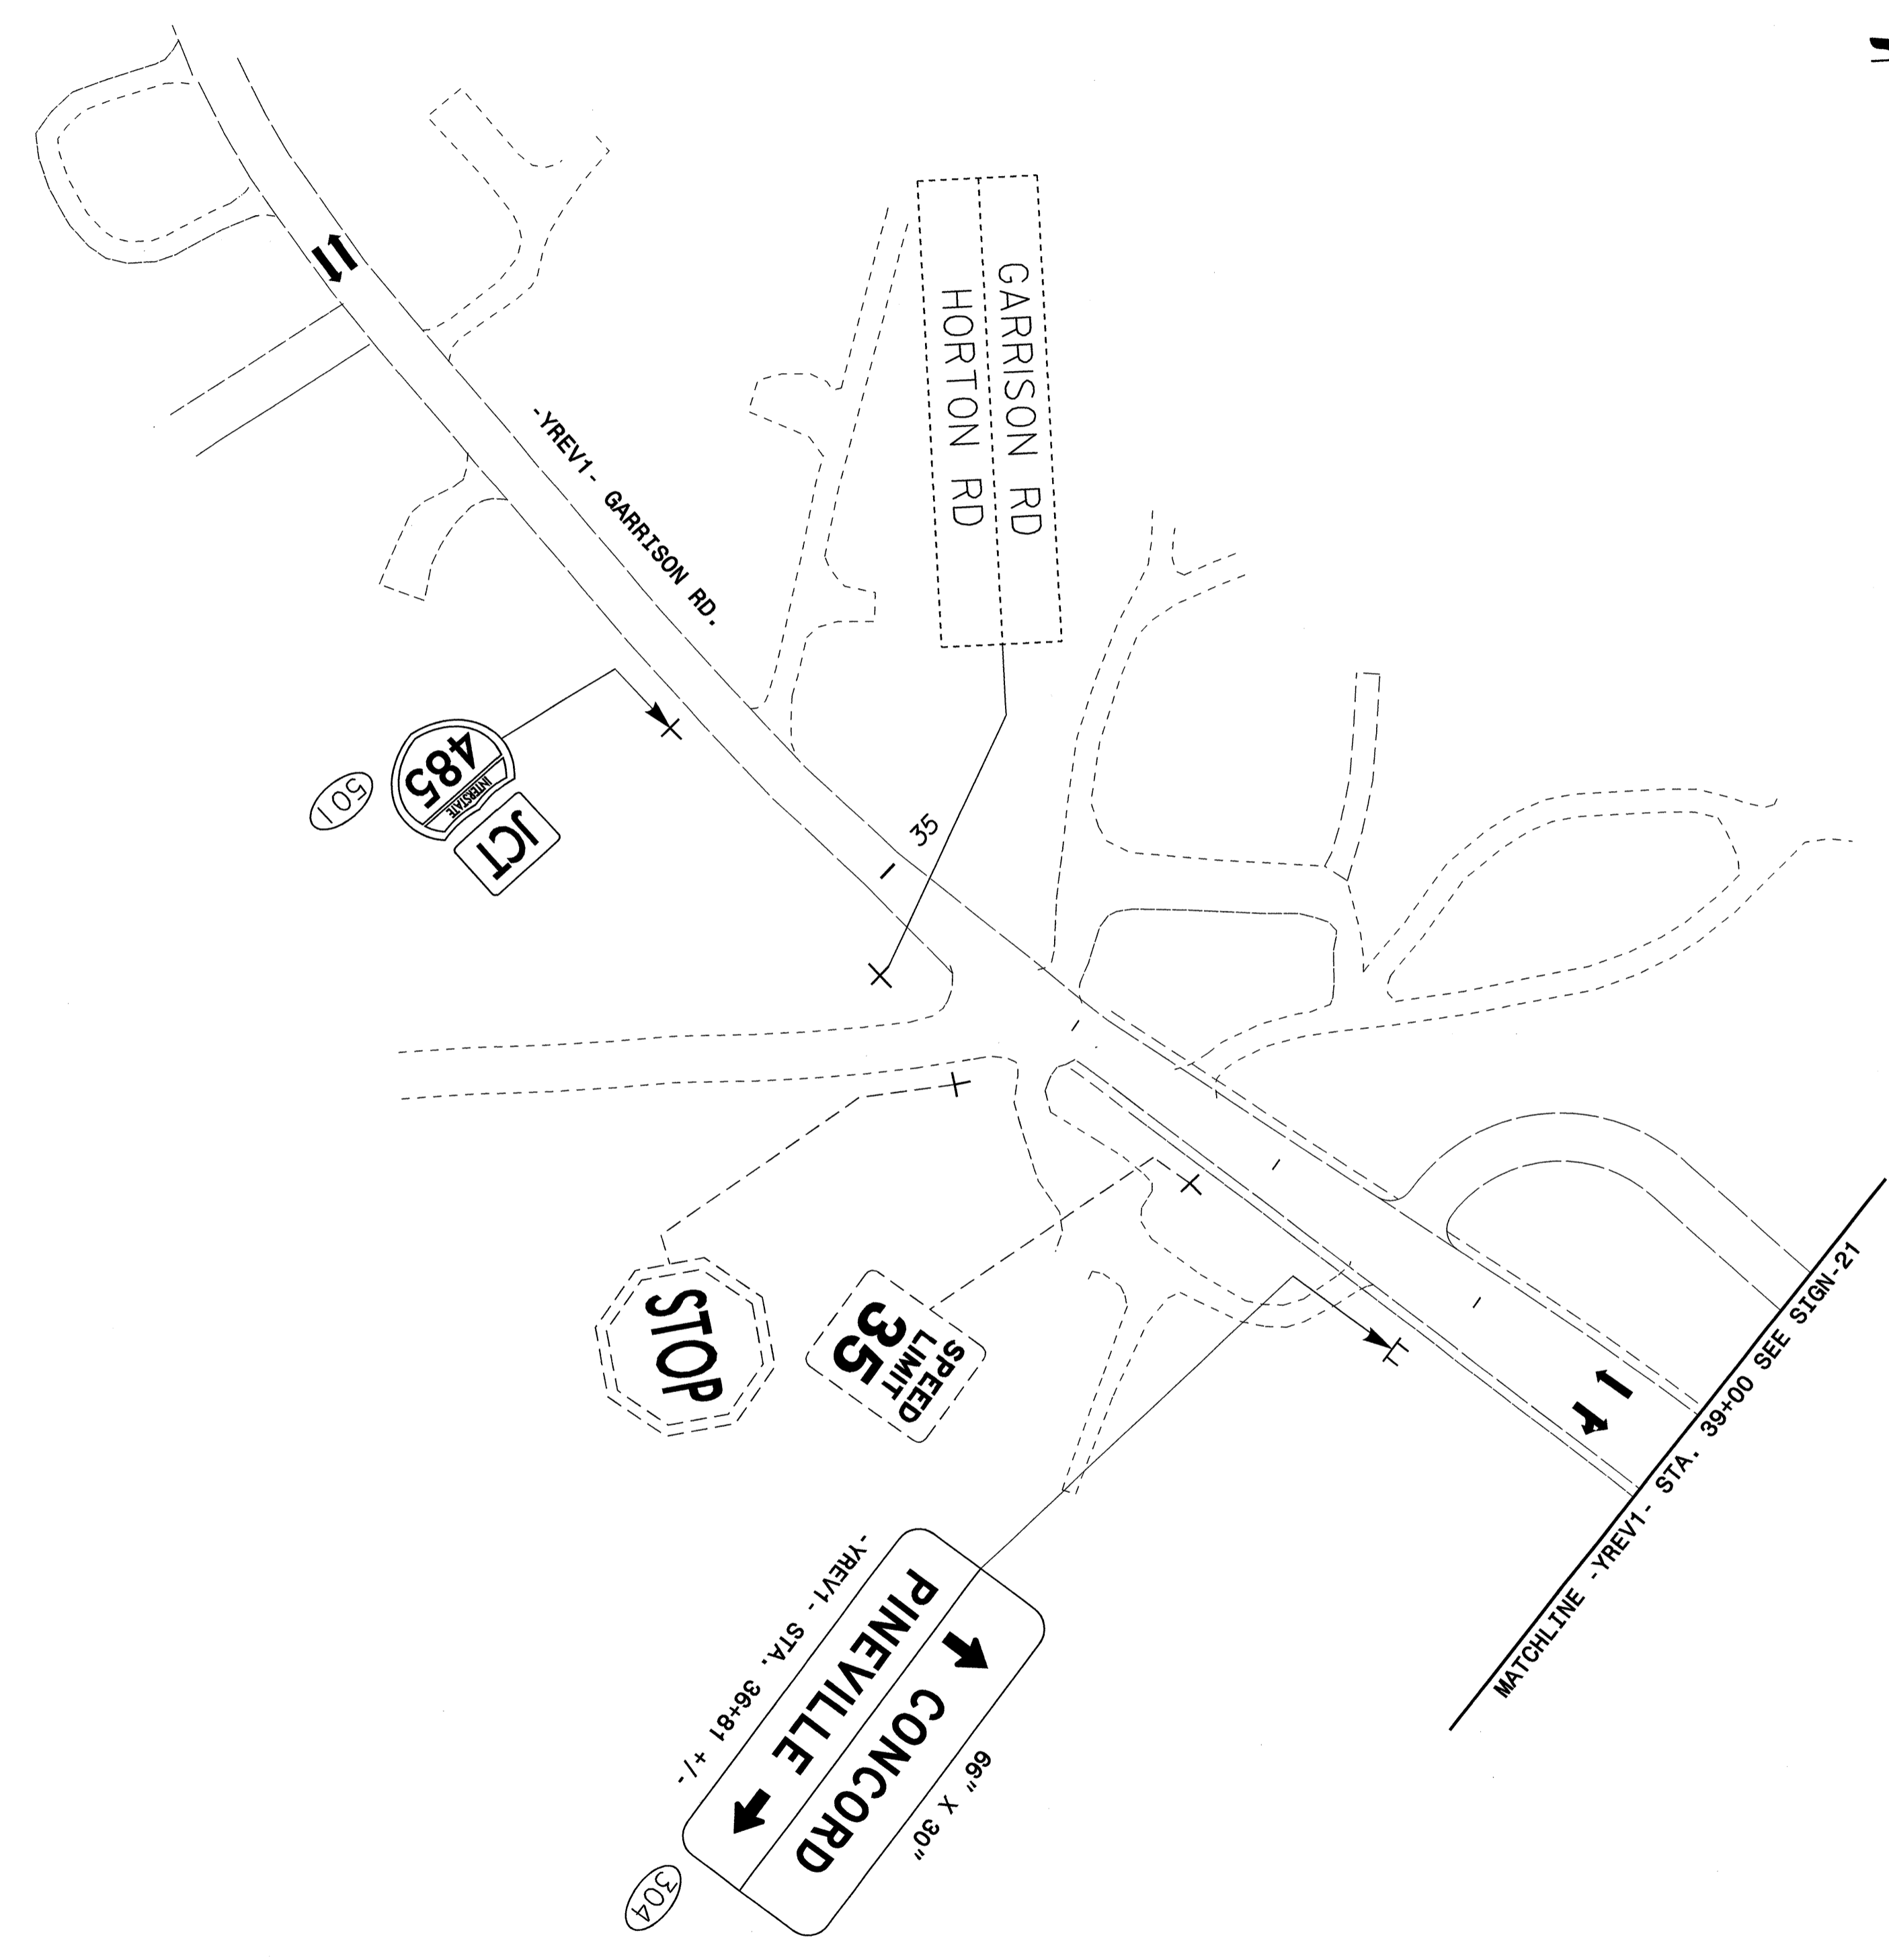 GARRISON RD
HORTON RD
-YREV1- GARRISON RD.
35
JCT
INTERSTATE
485
501
STOP
SPEED
LIMIT
35
CONCORD
PINEVILLE
66" X 30"
-YREV1- STA. 36+81 +/-
304
MATCHLINE -YREV1- STA. 39+00 SEE SIGN-21